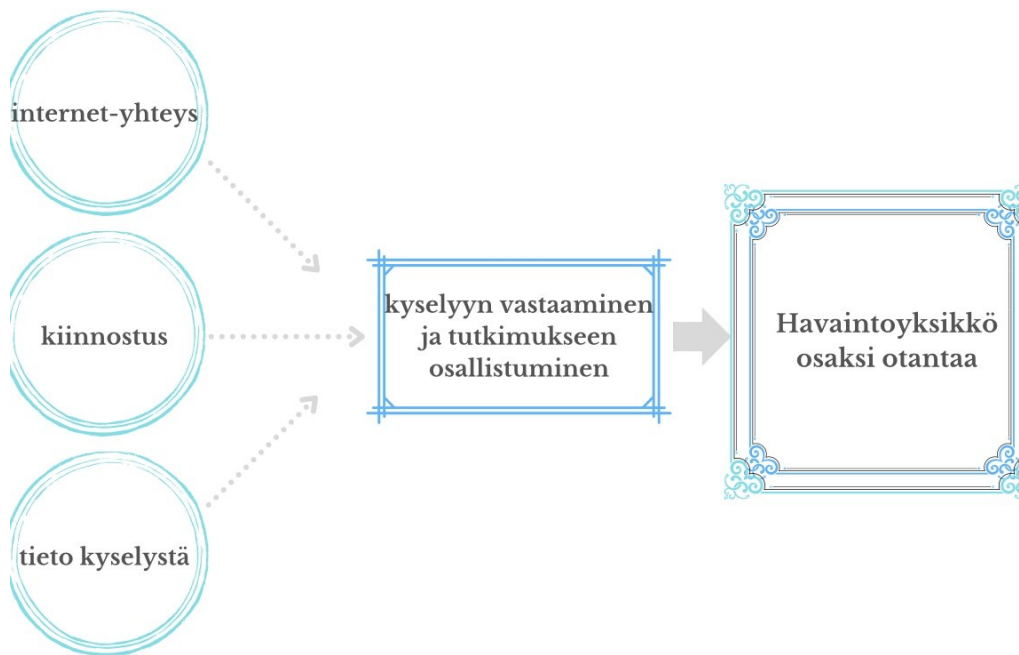 internet-yhteys
kiinnostus
tieto kyselystä
kyselyyn vastaaminen
ja tutkimukseen
osallistuminen
Havaintoyksikkö
osaksi otantaa